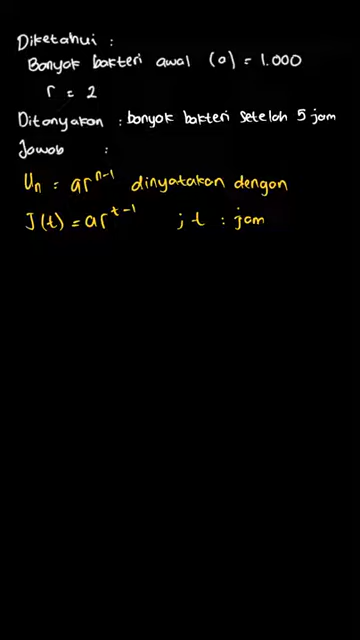 Diketahui :
Banyak bakteri awal (a) = 1.000
r = 2
Ditanyakan : banyak bakteri setelah 5 jam
Jawab :
Un = ar^{n-1} dinyatakan dengan
J(t) = ar^{t-1} ; t : jam